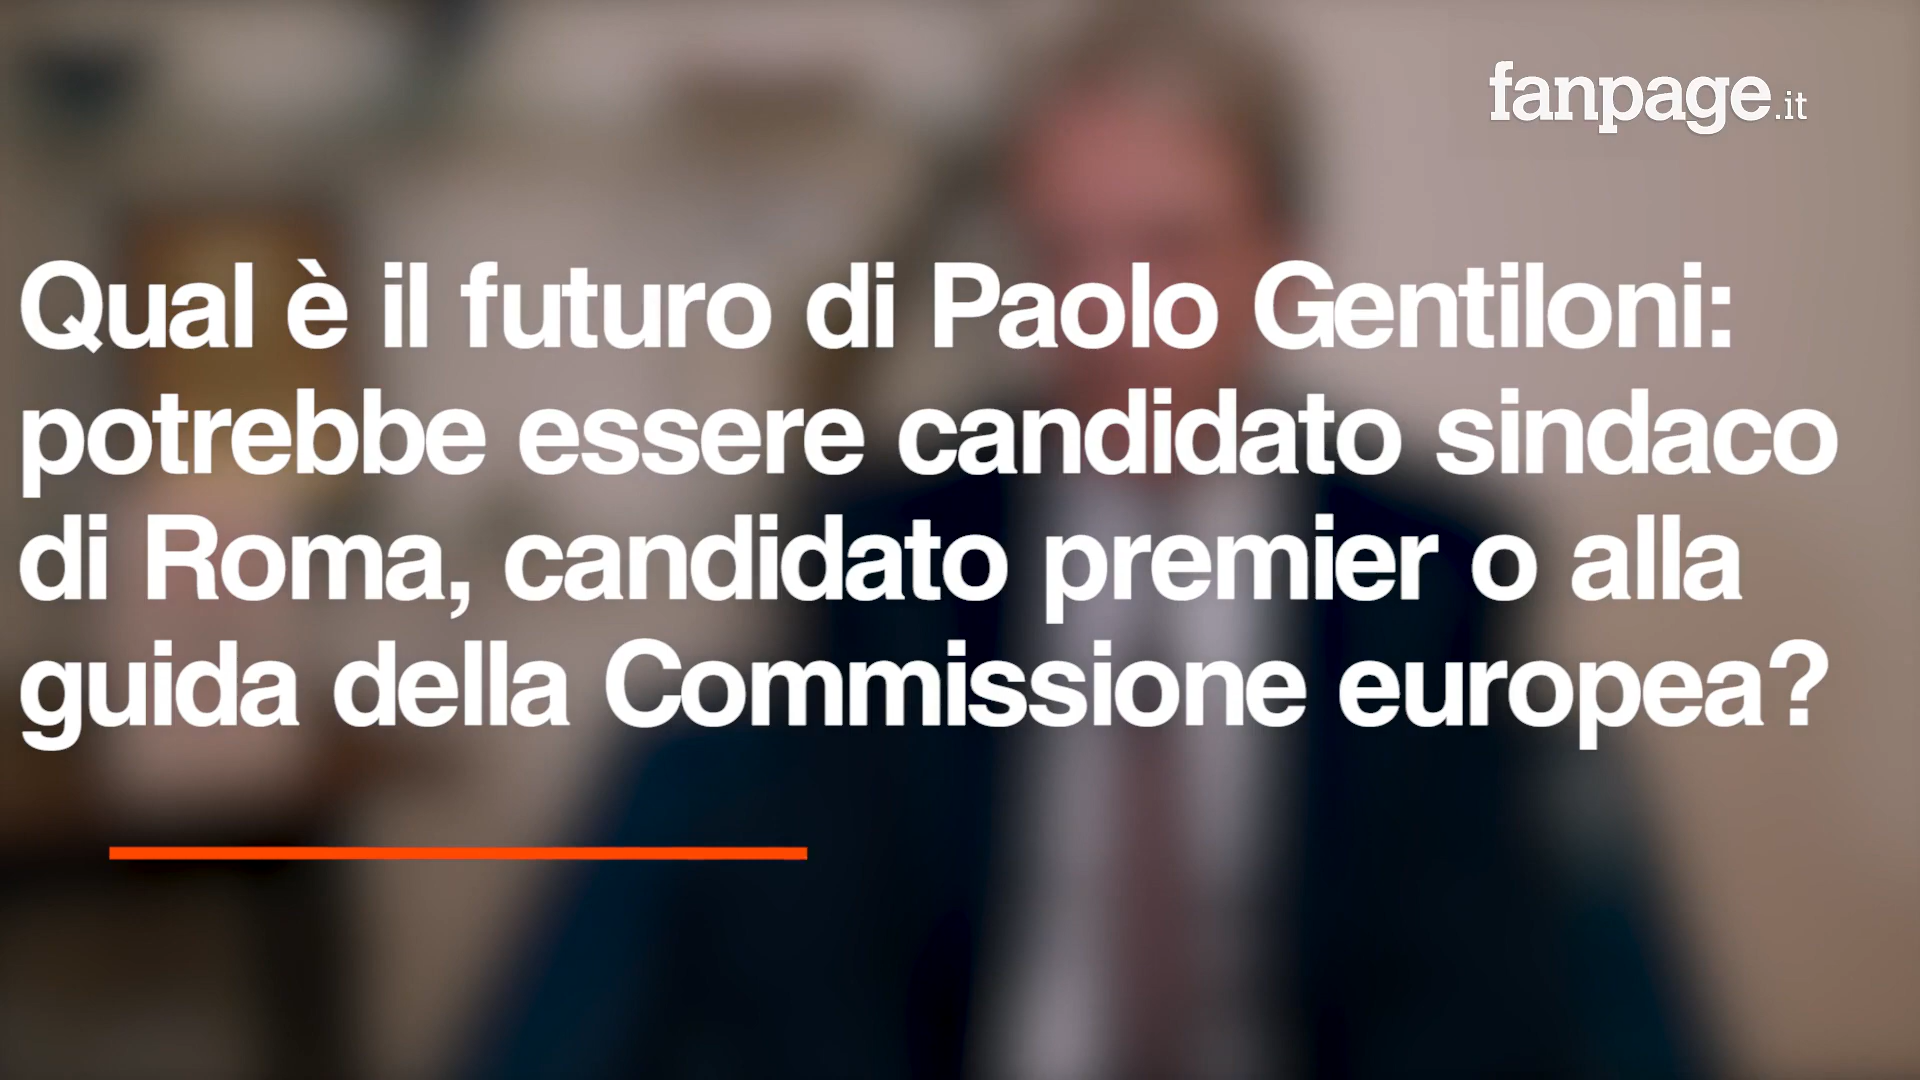 fanpage.it
Qual è il futuro di Paolo Gentiloni:
potrebbe essere candidato sindaco
di Roma, candidato premier o alla
guida della Commissione europea?